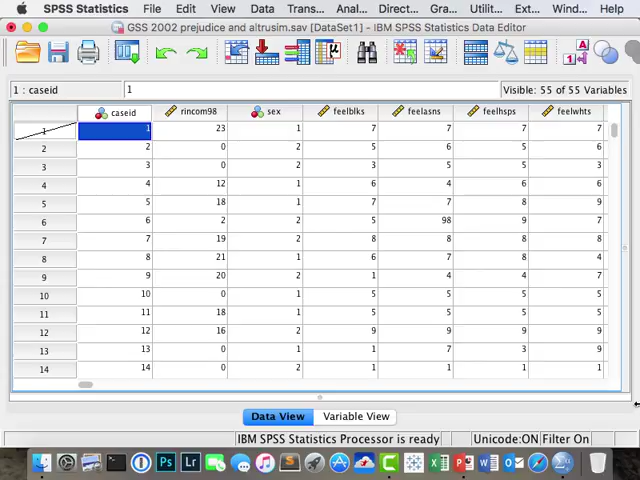 SPSS Statistics File Edit View Data Trans... Anal... Direct... Gra... Utilit... Ext... Wind... Help
GSS 2002 prejudice and altrusim.sav [DataSet1] - IBM SPSS Statistics Data Editor
1 : caseid 1 Visible: 55 of 55 Variables
caseid rincom98 sex feelblks feelasns feelhsps feelwhts
1 1 23 1 7 7 7 7
2 2 0 2 5 6 5 6
3 3 0 2 3 5 5 3
4 4 12 1 6 4 6 6
5 5 18 1 7 7 8 9
6 6 2 2 5 98 9 7
7 7 19 2 8 8 8 8
8 8 21 1 6 7 8 4
9 9 20 2 1 4 4 7
10 10 0 1 5 5 5 5
11 11 18 1 5 5 5 5
12 12 16 2 9 9 9 9
13 13 0 1 1 7 3 9
14 14 0 2 1 1 1 1
Data View Variable View
IBM SPSS Statistics Processor is ready Unicode:ON Filter On